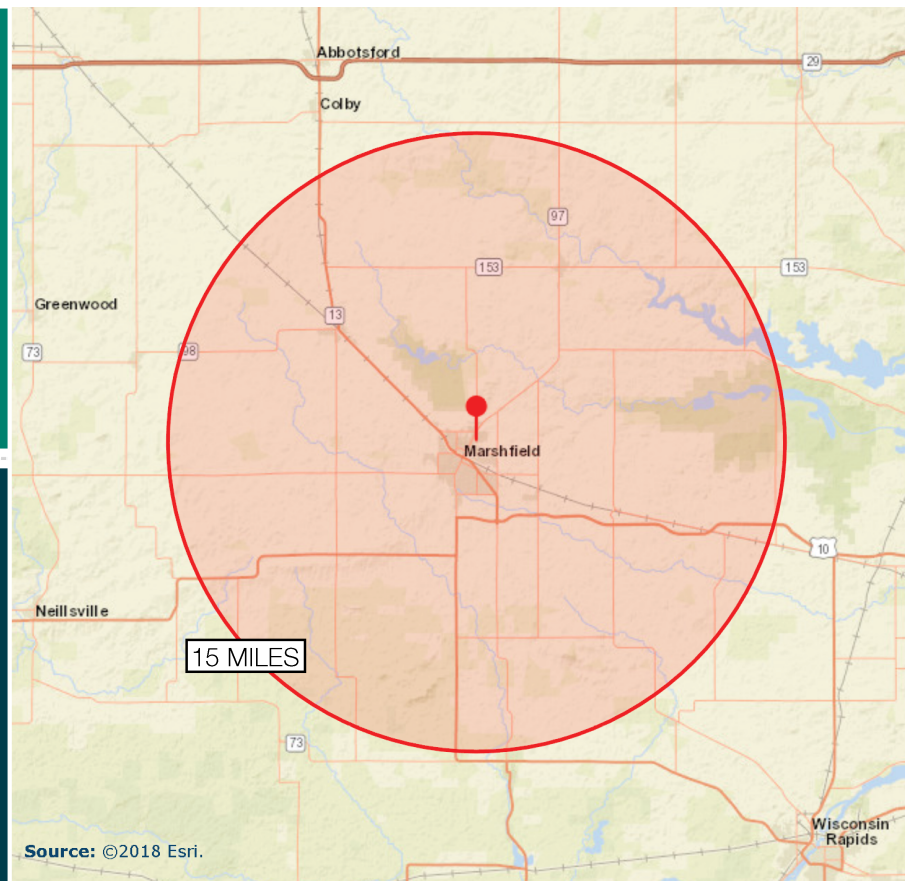 Abbotsford
29
Colby
97
153
153
Greenwood
13
73
98
Marshfield
10
Neillsville
15 MILES
73
Wisconsin
Rapids
Source: ©2018 Esri.